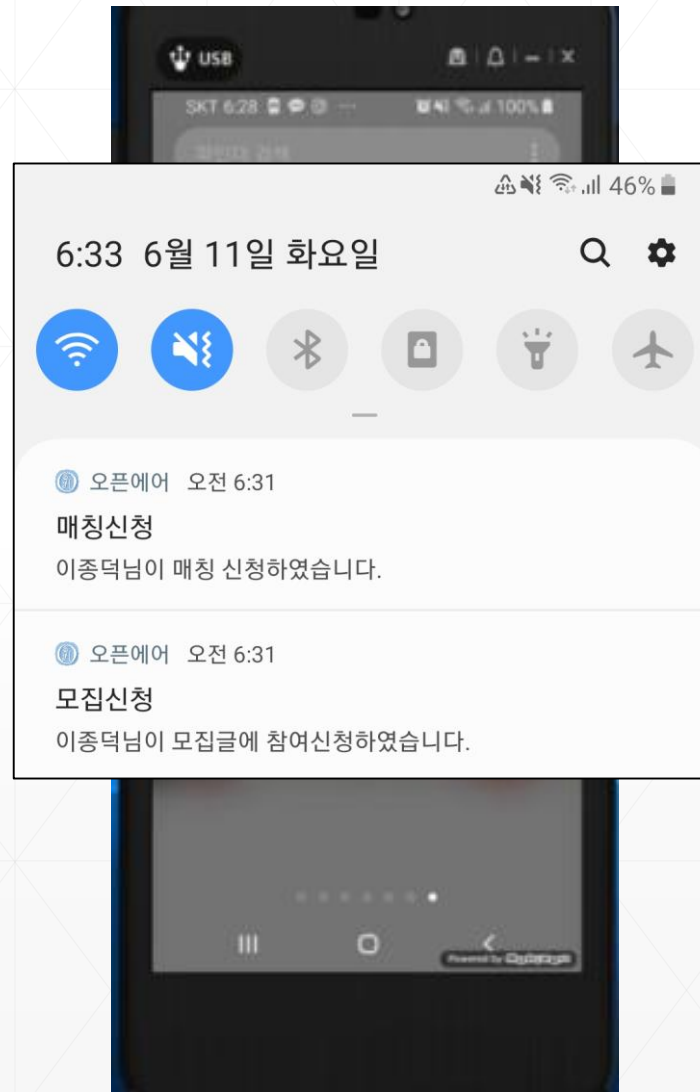 USB
SKT 6:28 100%
46%
6:33 6월 11일 화요일
오픈에어 오전 6:31
매칭신청
이종덕님이 매칭 신청하였습니다.
오픈에어 오전 6:31
모집신청
이종덕님이 모집글에 참여신청하였습니다.
Powered by